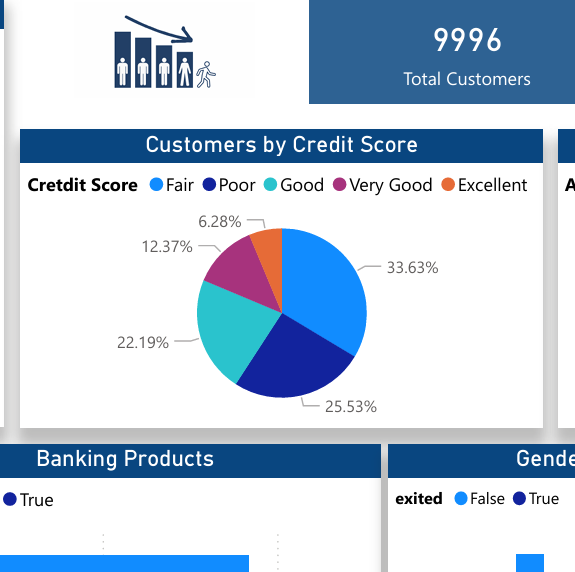 9996
Total Customers
Customers by Credit Score
Cretdit Score Fair Poor Good Very Good Excellent
6.28%
12.37%
33.63%
22.19%
25.53%
A
Banking Products
Gende
True
exited False True